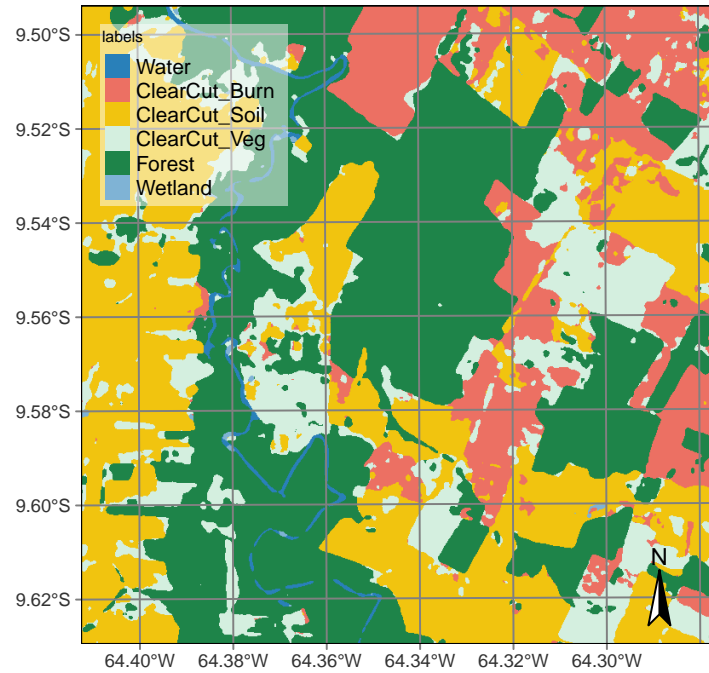 labels
Water
ClearCut_Burn
ClearCut_Soil
ClearCut_Veg
Forest
Wetland
9.50°S
9.52°S
9.54°S
9.56°S
9.58°S
9.60°S
9.62°S
N
64.40°W 64.38°W 64.36°W 64.34°W 64.32°W 64.30°W